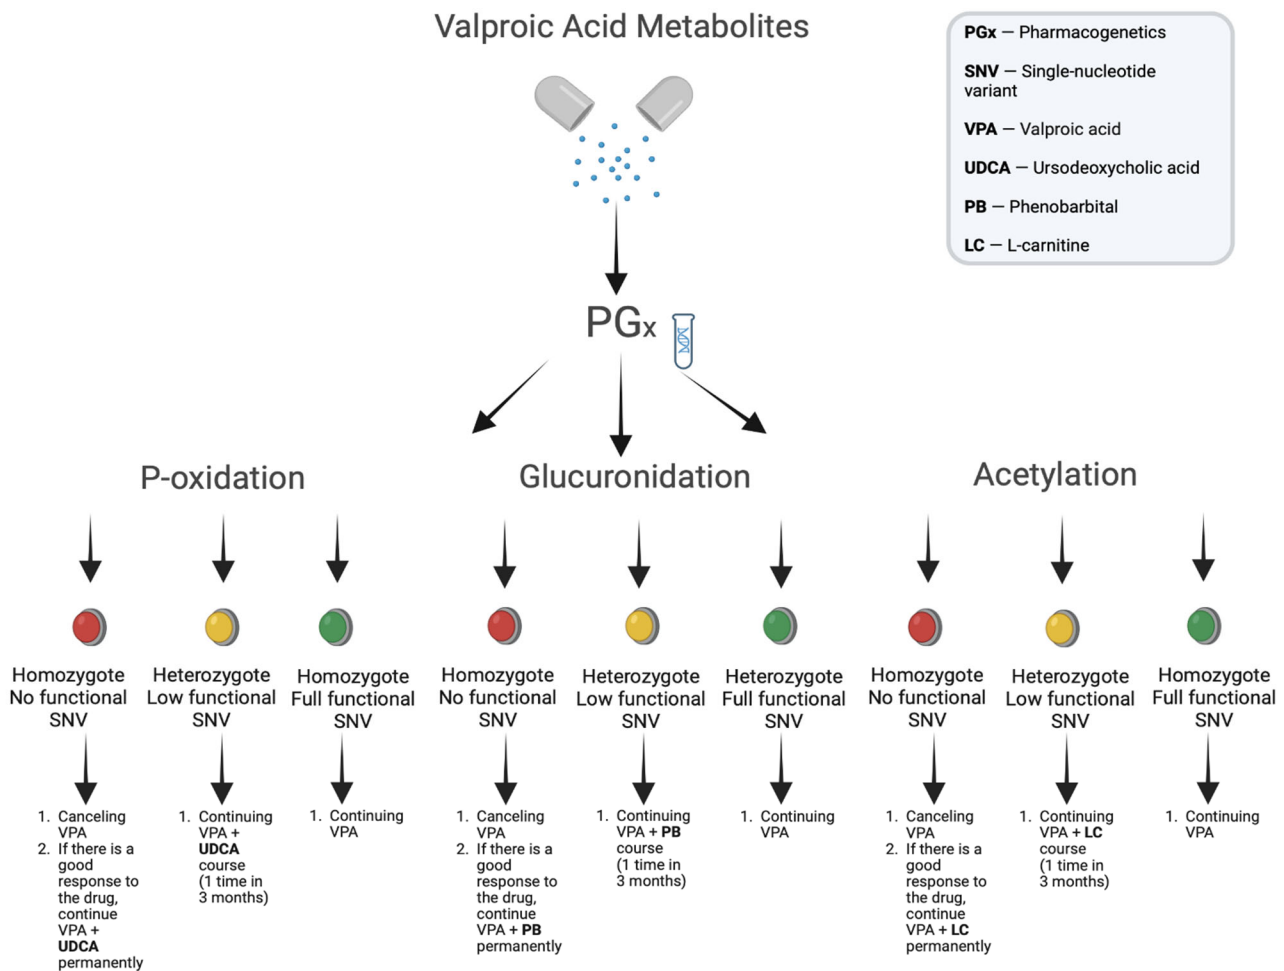 Valproic Acid Metabolites
PGx — Pharmacogenetics
SNV — Single-nucleotide
variant
VPA — Valproic acid
UDCA — Ursodeoxycholic acid
PB — Phenobarbital
LC — L-carnitine
PGx
P-oxidation
Glucuronidation
Acetylation
Homozygote
No functional
SNV
Heterozygote
Low functional
SNV
Homozygote
Full functional
SNV
Homozygote
No functional
SNV
Heterozygote
Low functional
SNV
Heterozygote
Full functional
SNV
Homozygote
No functional
SNV
Heterozygote
Low functional
SNV
Homozygote
Full functional
SNV
1. Canceling
VPA
2. If there is a
good
response to
the drug,
continue
VPA +
UDCA
permanently
1. Continuing
VPA +
UDCA
course
(1 time in
3 months)
1. Continuing
VPA
1. Canceling
VPA
2. If there is a
good
response to
the drug,
continue
VPA + PB
permanently
1. Continuing
VPA + PB
course
(1 time in
3 months)
1. Continuing
VPA
1. Canceling
VPA
2. If there is a
good
response to
the drug,
continue
VPA + LC
permanently
1. Continuing
VPA + LC
course
(1 time in
3 months)
1. Continuing
VPA